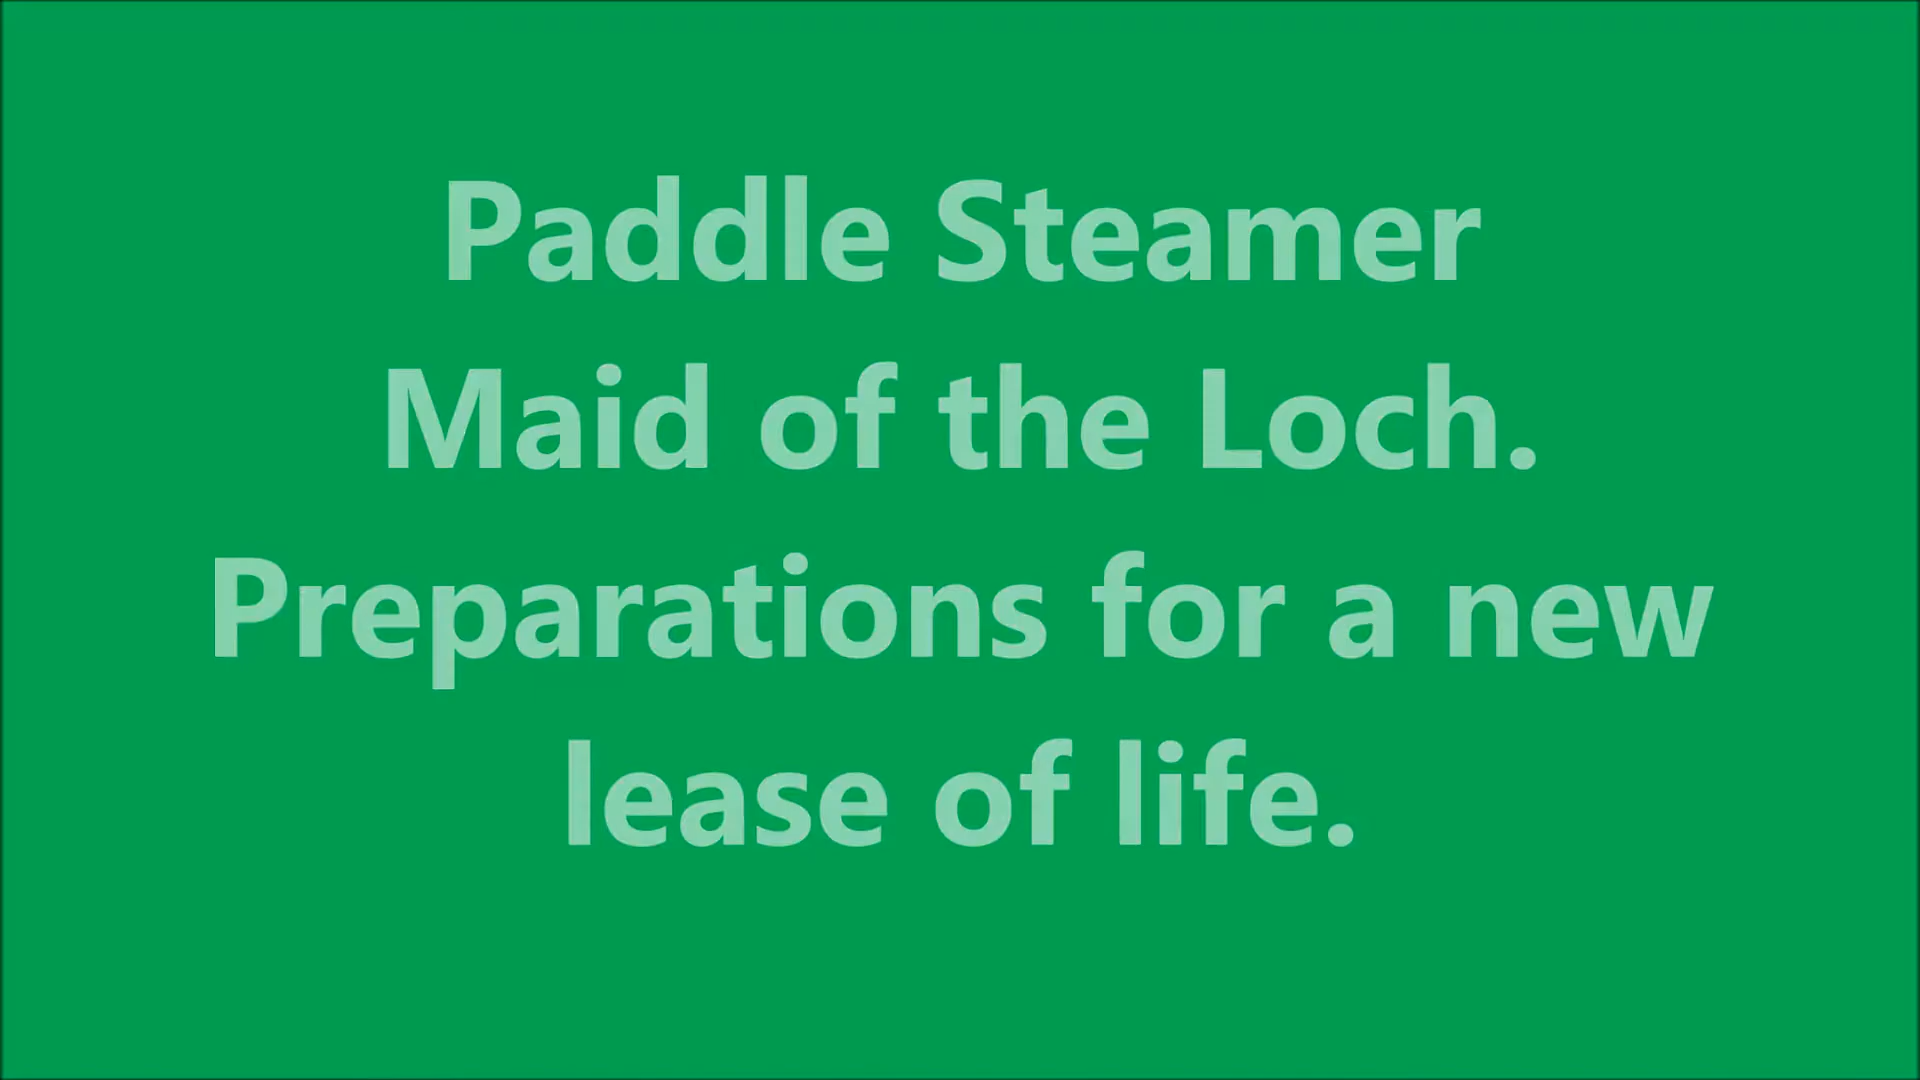 Paddle Steamer
Maid of the Loch.
Preparations for a new
lease of life.